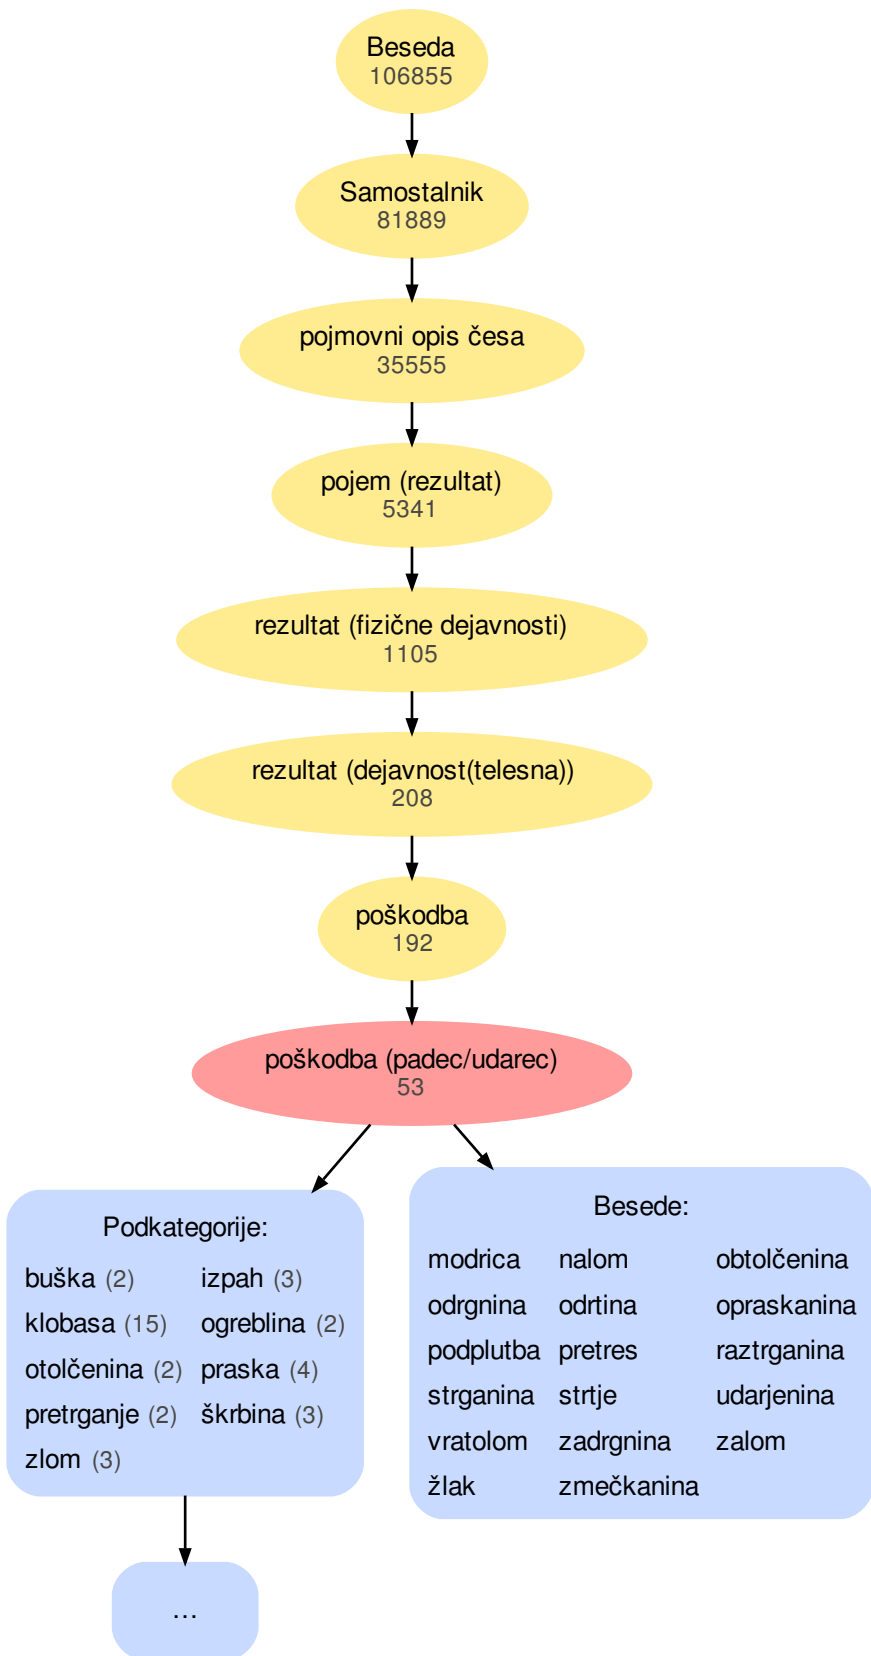 Beseda
106855
Samostalnik
81889
pojmovni opis česa
35555
pojem (rezultat)
5341
rezultat (fizične dejavnosti)
1105
rezultat (dejavnost(telesna))
208
poškodba
192
poškodba (padec/udarec)
53
Podkategorije:
buška (2) izpah (3)
klobasa (15) ogreblina (2)
otolčenina (2) praska (4)
pretrganje (2) škrbina (3)
zlom (3)
Besede:
modrica nalom obtolčenina
odrgnina odrtina opraskanina
podplutba pretres raztrganina
strganina strtje udarjenina
vratolom zadrgnina zalom
žlak zmečkanina
...